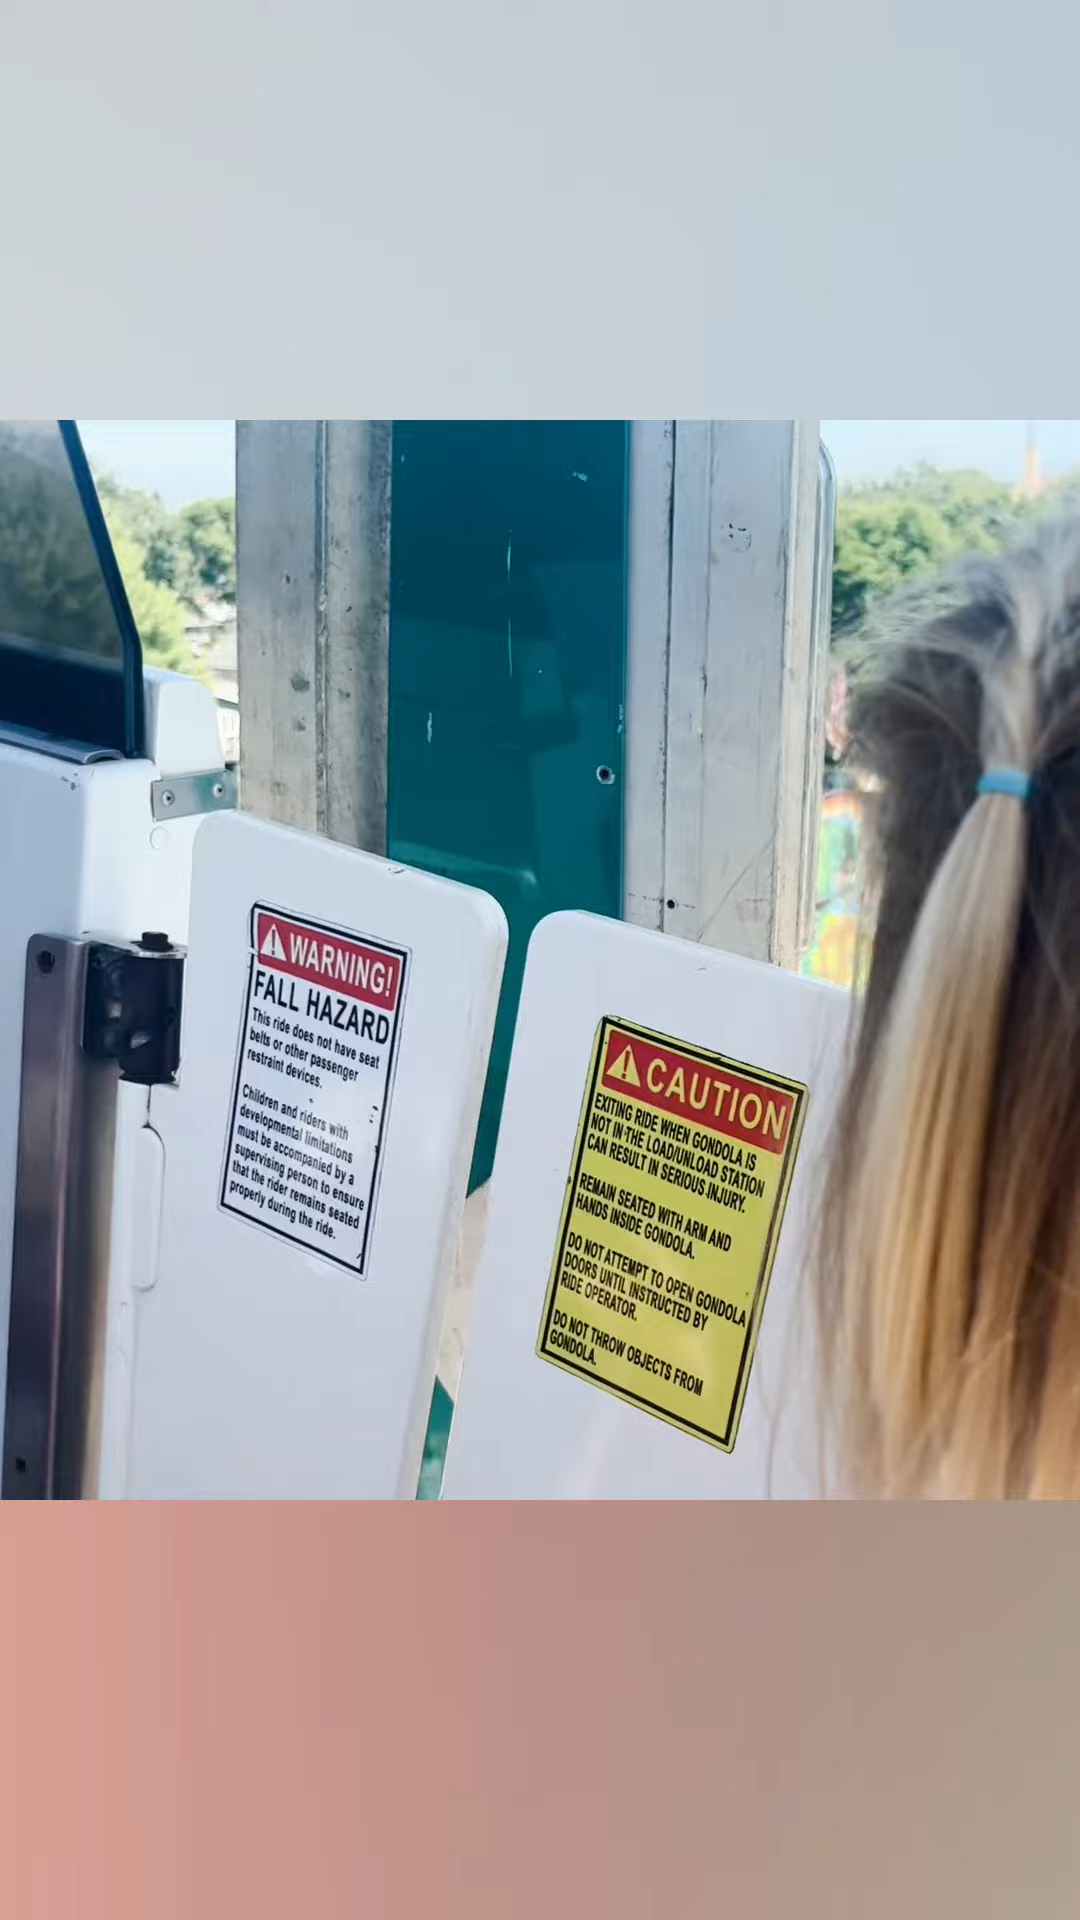 WARNING!
FALL HAZARD
This ride does not have seat
belts or other passenger
restraint devices.
Children and riders with
developmental limitations
must be accompanied by a
supervising person to ensure
that the rider remains seated
properly during the ride.
CAUTION
EXITING RIDE WHEN GONDOLA IS
NOT IN THE LOAD/UNLOAD STATION
CAN RESULT IN SERIOUS INJURY.
REMAIN SEATED WITH ARM AND
HANDS INSIDE GONDOLA.
DO NOT ATTEMPT TO OPEN GONDOLA
DOORS UNTIL INSTRUCTED BY
RIDE OPERATOR.
DO NOT THROW OBJECTS FROM
GONDOLA.